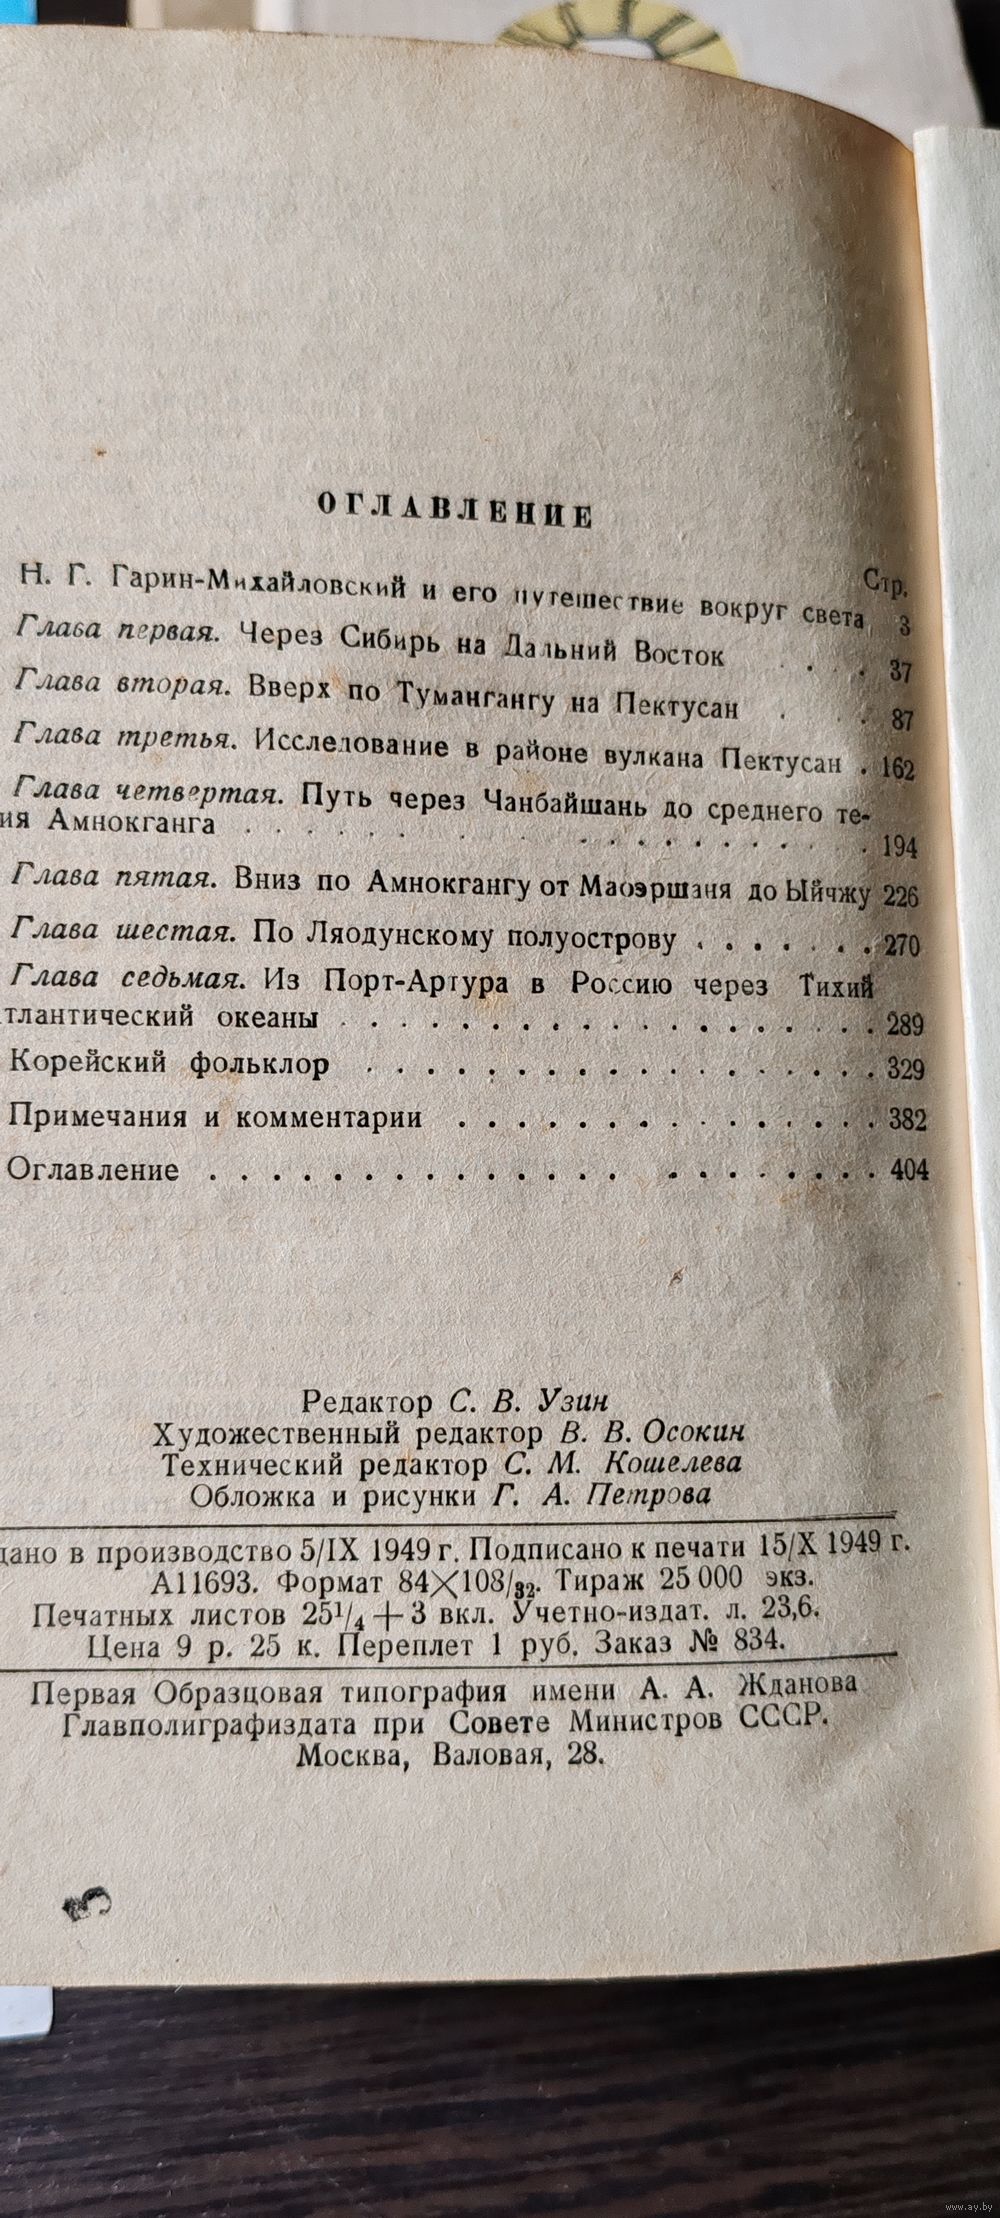 ОГЛАВЛЕНИЕ
Стр.
Н. Г. Гарин-Михайловский и его путешествие вокруг света 3
Глава первая. Через Сибирь на Дальний Восток . . . 37
Глава вторая. Вверх по Тумангангу на Пектусан . . . 87
Глава третья. Исследование в районе вулкана Пектусан . 162
Глава четвертая. Путь через Чанбайшань до среднего те-
ия Амнокганга . . . . . . . . . . . . . . . . 194
Глава пятая. Вниз по Амнокгангу от Маоэршаня до Ыйчжу 226
Глава шестая. По Ляодунскому полуострову . . . . . . . 270
Глава седьмая. Из Порт-Артура в Россию через Тихий
тлантический океаны . . . . . . . . . . . . . . . . . . 289
Корейский фольклор . . . . . . . . . . . . . . . . . 329
Примечания и комментарии . . . . . . . . . . . . . . 382
Оглавление . . . . . . . . . . . . . . . . . . . . . 404
Редактор С. В. Узин
Художественный редактор В. В. Осокин
Технический редактор С. М. Кошелева
Обложка и рисунки Г. А. Петрова
дано в производство 5/IX 1949 г. Подписано к печати 15/X 1949 г.
А11693. Формат 84×108/32. Тираж 25 000 экз.
Печатных листов 25¹/₄ + 3 вкл. Учетно-издат. л. 23,6.
Цена 9 р. 25 к. Переплет 1 руб. Заказ № 834.
Первая Образцовая типография имени А. А. Жданова
Главполиграфиздата при Совете Министров СССР.
Москва, Валовая, 28.
www.ay.by